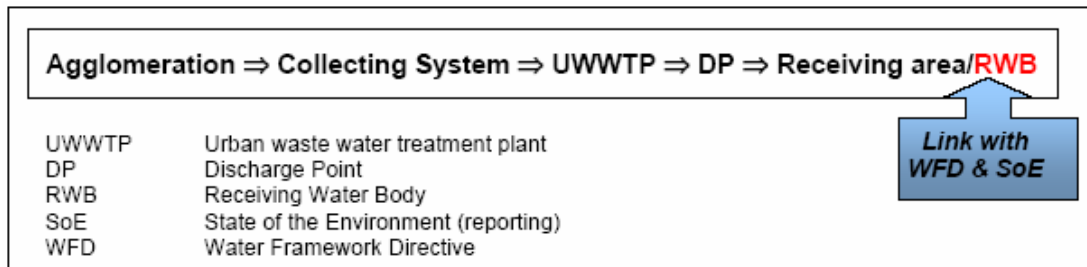 Agglomeration ⇒ Collecting System ⇒ UWWTP ⇒ DP ⇒ Receiving area/RWB
Link with
WFD & SoE
UWWTP Urban waste water treatment plant
DP Discharge Point
RWB Receiving Water Body
SoE State of the Environment (reporting)
WFD Water Framework Directive